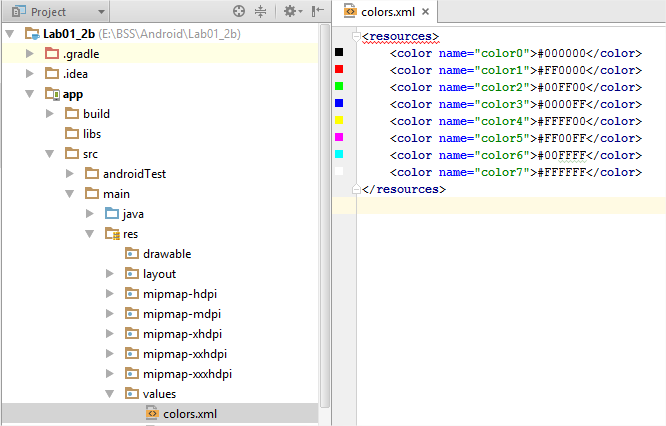 Project
Lab01_2b (E:\BSS\Android\Lab01_2b)
.gradle
.idea
app
build
libs
src
androidTest
main
java
res
drawable
layout
mipmap-hdpi
mipmap-mdpi
mipmap-xhdpi
mipmap-xxhdpi
mipmap-xxxhdpi
values
colors.xml
colors.xml
<resources>
<color name="color0">#000000</color>
<color name="color1">#FF0000</color>
<color name="color2">#00FF00</color>
<color name="color3">#0000FF</color>
<color name="color4">#FFFF00</color>
<color name="color5">#FF00FF</color>
<color name="color6">#00FFFF</color>
<color name="color7">#FFFFFF</color>
</resources>